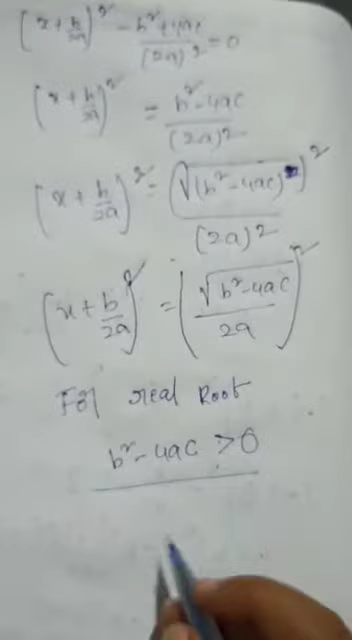 (x + b/2a)² - b² + 4ac/(2a)² = 0
(x + b/2a)² = b² - 4ac/(2a)²
(x + b/2a)² = (√(b² - 4ac))²/(2a)²
(x + b/2a)² = (√b² - 4ac/2a)²
For real Root
b² - 4ac > 0